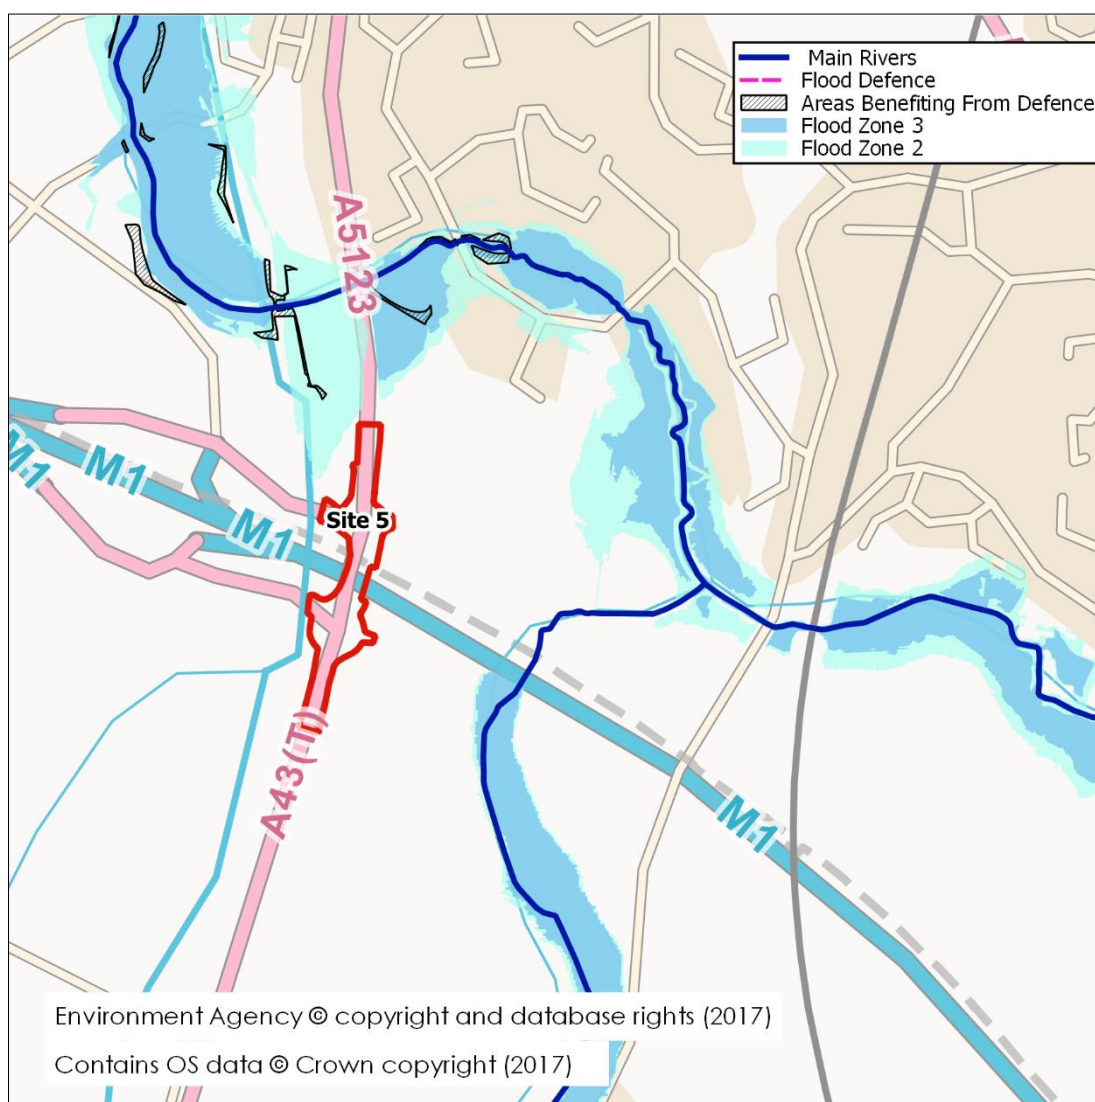 Main Rivers
Flood Defence
Areas Benefiting From Defence
Flood Zone 3
Flood Zone 2
A5123
M1
M1
M1
Site 5
A43(T)
M1
Environment Agency © copyright and database rights (2017)
Contains OS data © Crown copyright (2017)